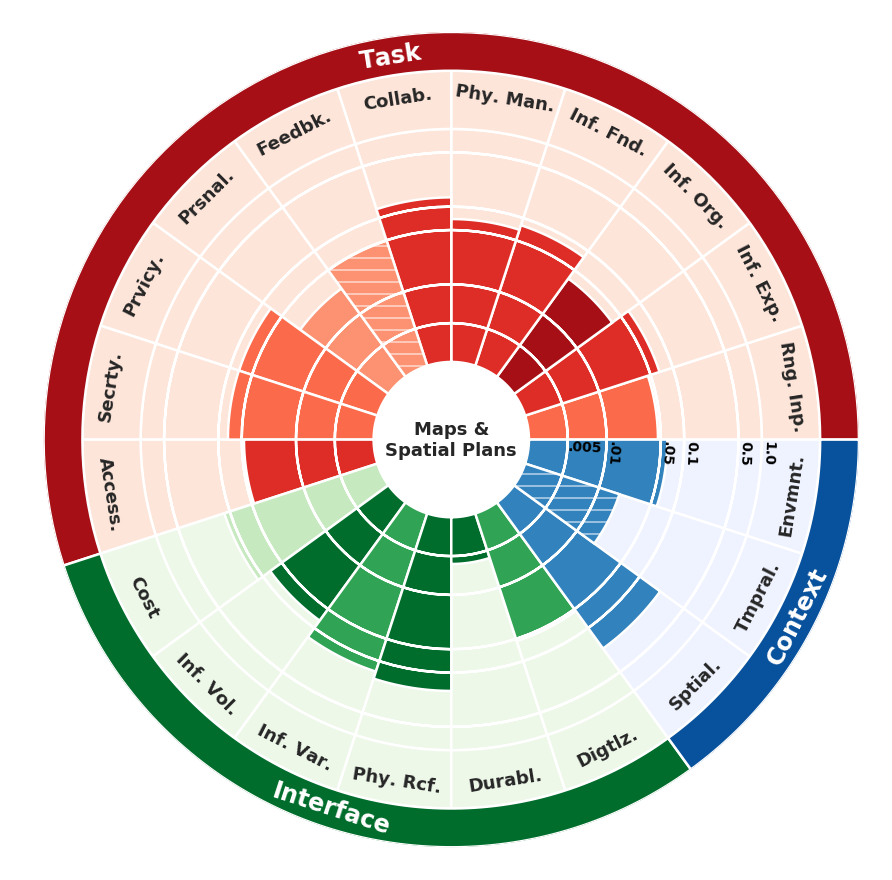 Task
Collab.
Phy. Man.
Feedbk.
Inf. Fnd.
Prsnal.
Inf. Org.
Prvicy.
Inf. Exp.
Secrty.
Rng. Inp.
Maps &
Spatial Plans
.005
.01
.05
0.1
0.5
1.0
Access.
Envmnt.
Cost
Tmpral.
Context
Inf. Vol.
Sptial.
Inf. Var.
Digtlz.
Phy. Rcf.
Durabl.
Interface